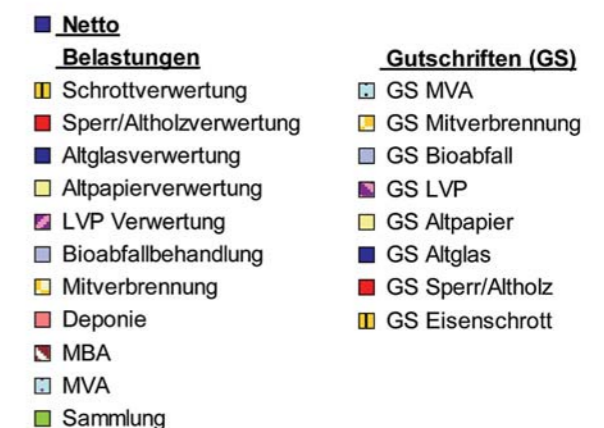 Netto
Belastungen
Schrottverwertung
Sperr/Altholzverwertung
Altglasverwertung
Altpapierverwertung
LVP Verwertung
Bioabfallbehandlung
Mitverbrennung
Deponie
MBA
MVA
Sammlung
Gutschriften (GS)
GS MVA
GS Mitverbrennung
GS Bioabfall
GS LVP
GS Altpapier
GS Altglas
GS Sperr/Altholz
GS Eisenschrott